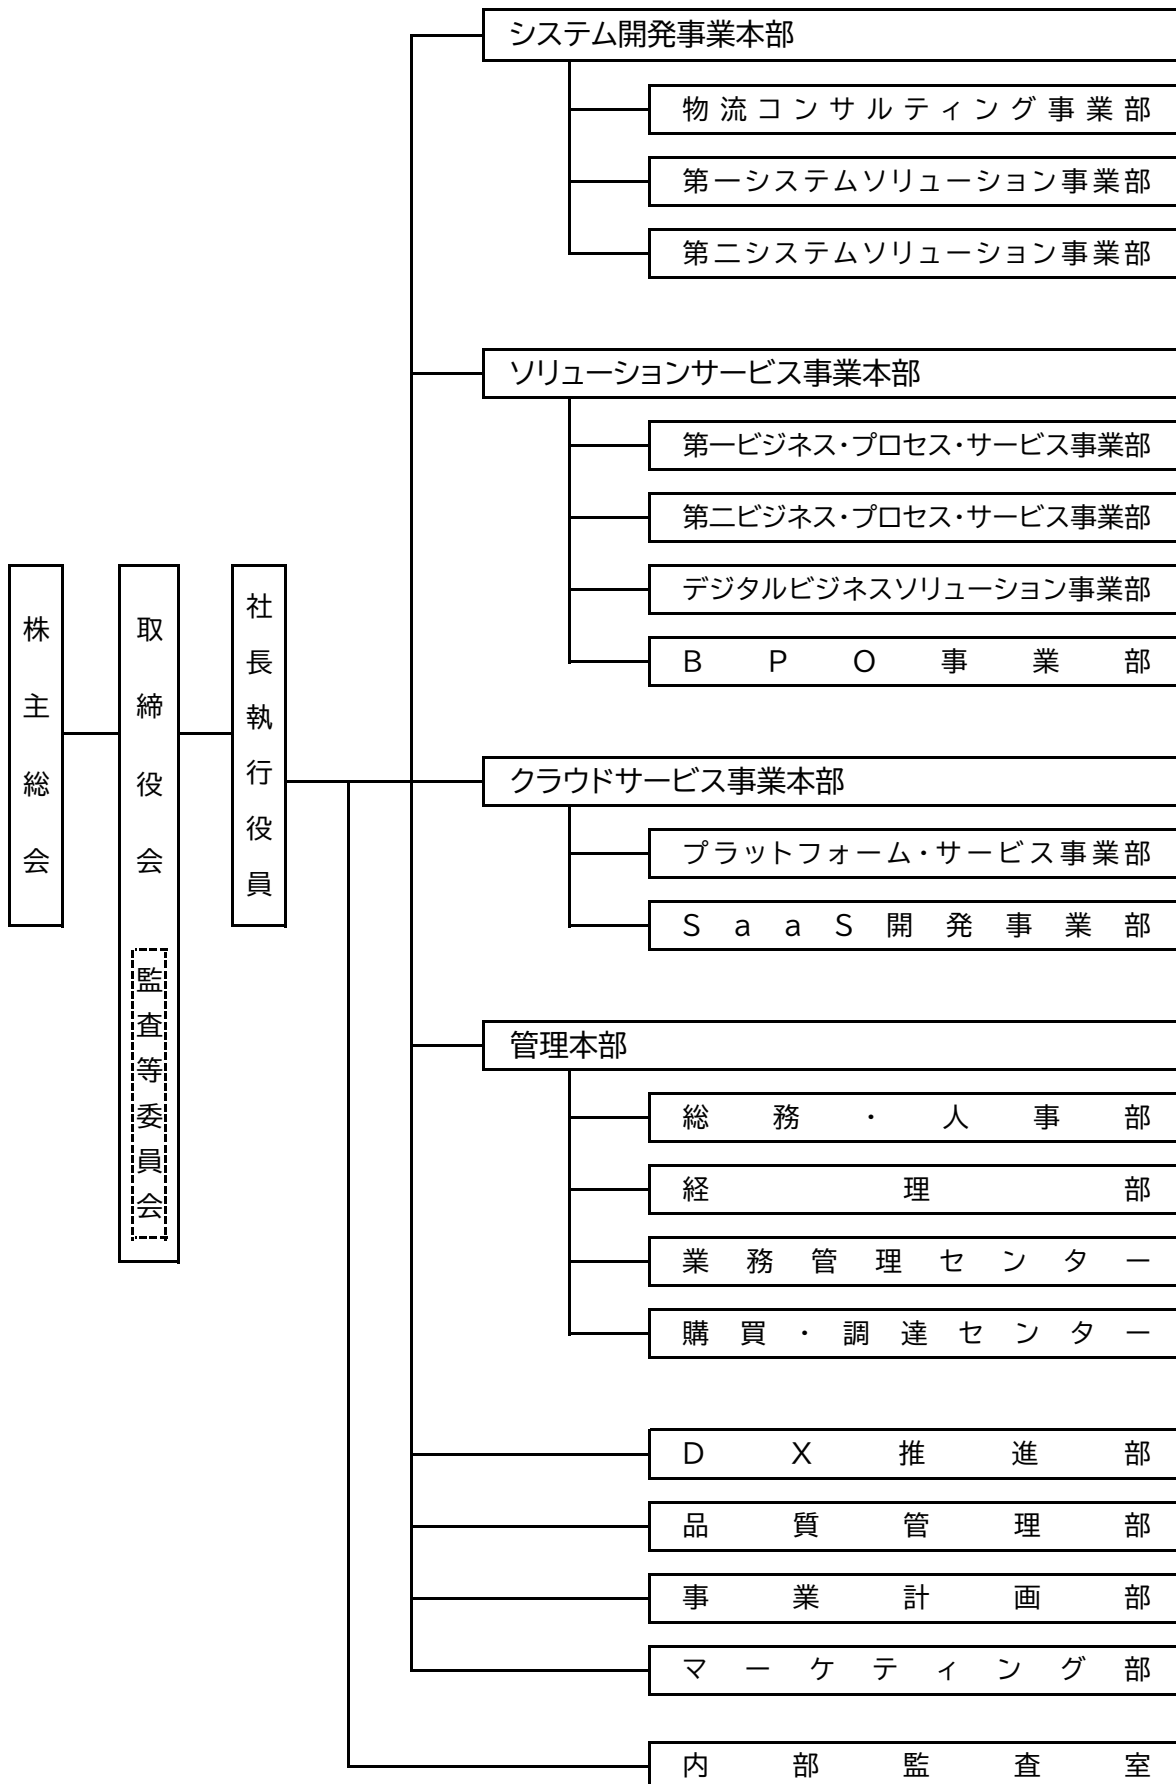 株主総会
取締役会
監査等委員会
社長執行役員
システム開発事業本部
物流コンサルティング事業部
第一システムソリューション事業部
第二システムソリューション事業部
ソリューションサービス事業本部
第一ビジネス・プロセス・サービス事業部
第二ビジネス・プロセス・サービス事業部
デジタルビジネスソリューション事業部
BPO事業部
クラウドサービス事業本部
プラットフォーム・サービス事業部
SaaS開発事業部
管理本部
総務・人事部
経理部
業務管理センター
購買・調達センター
DX推進部
品質管理部
事業計画部
マーケティング部
内部監査室